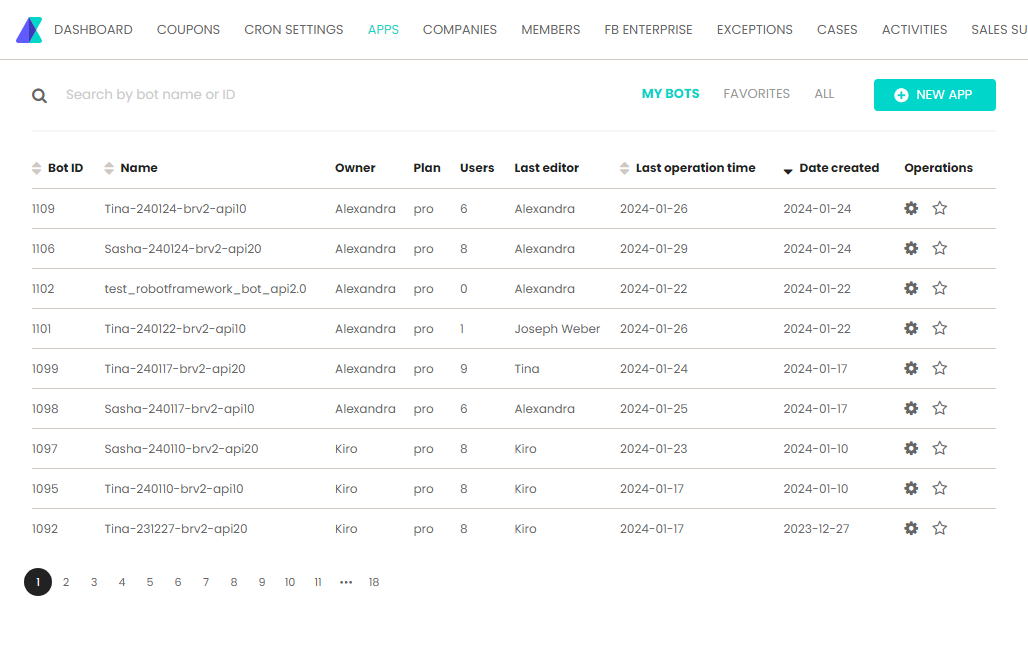 DASHBOARD COUPONS CRON SETTINGS APPS COMPANIES MEMBERS FB ENTERPRISE EXCEPTIONS CASES ACTIVITIES SALES SU
Search by bot name or ID MY BOTS FAVORITES ALL NEW APP
Bot ID Name Owner Plan Users Last editor Last operation time Date created Operations
1109 Tina-240124-brv2-api10 Alexandra pro 6 Alexandra 2024-01-26 2024-01-24
1106 Sasha-240124-brv2-api20 Alexandra pro 8 Alexandra 2024-01-29 2024-01-24
1102 test_robotframework_bot_api2.0 Alexandra pro 0 Alexandra 2024-01-22 2024-01-22
1101 Tina-240122-brv2-api10 Alexandra pro 1 Joseph Weber 2024-01-26 2024-01-22
1099 Tina-240117-brv2-api20 Alexandra pro 9 Tina 2024-01-24 2024-01-17
1098 Sasha-240117-brv2-api10 Alexandra pro 6 Alexandra 2024-01-25 2024-01-17
1097 Sasha-240110-brv2-api20 Kiro pro 8 Kiro 2024-01-23 2024-01-10
1095 Tina-240110-brv2-api10 Kiro pro 8 Kiro 2024-01-17 2024-01-10
1092 Tina-231227-brv2-api20 Kiro pro 8 Kiro 2024-01-17 2023-12-27
1 2 3 4 5 6 7 8 9 10 11 ••• 18